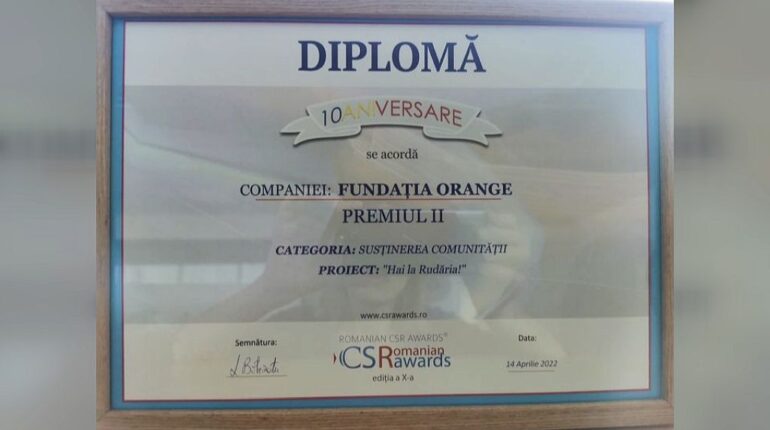 DIPLOMĂ
10ANIVERSARE
se acordă
COMPANIEI: FUNDAȚIA ORANGE
PREMIUL II
CATEGORIA: SUSȚINEREA COMUNITĂȚII
PROIECT: "Hai la Rudăria!"
www.csrawards.ro
Semnătura:
ROMANIAN CSR AWARDS®
CSRomanian
awards
ediția a X-a
Data:
14 Aprilie 2022